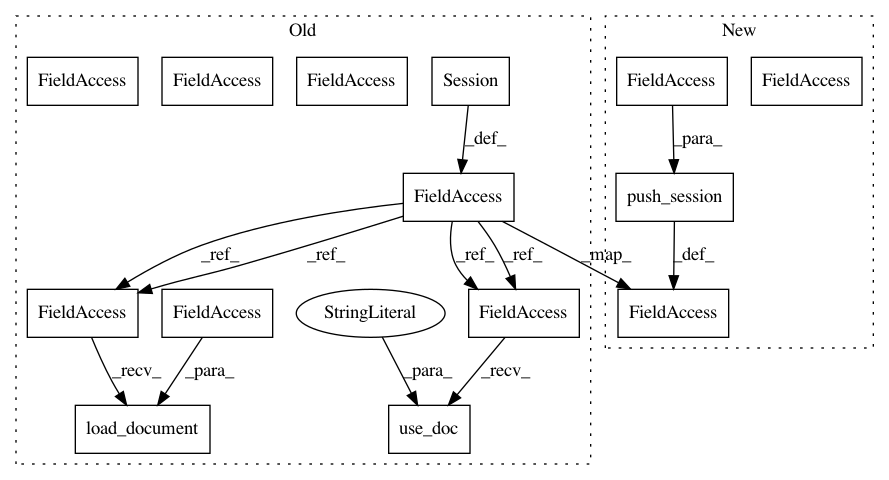 Old
New
FieldAccess
FieldAccess
FieldAccess
Session
FieldAccess
FieldAccess
_def_
_para_
FieldAccess
push_session
_ref_
_ref_
_ref_
_ref_
_map_
_def_
FieldAccess
FieldAccess
StringLiteral
FieldAccess
FieldAccess
_recv_
_para_
_para_
_recv_
load_document
use_doc